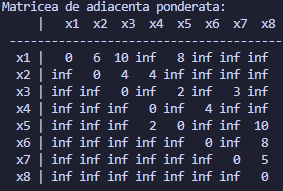 Matricea de adiacenta ponderata:
| x1 x2 x3 x4 x5 x6 x7 x8
--------------------------------------
x1 | 0 6 10 inf 8 inf inf inf
x2 | inf 0 4 4 inf inf inf inf
x3 | inf inf 0 inf 2 inf 3 inf
x4 | inf inf inf 0 inf 4 inf inf
x5 | inf inf inf 2 0 inf inf 10
x6 | inf inf inf inf inf 0 inf 8
x7 | inf inf inf inf inf inf 0 5
x8 | inf inf inf inf inf inf inf 0